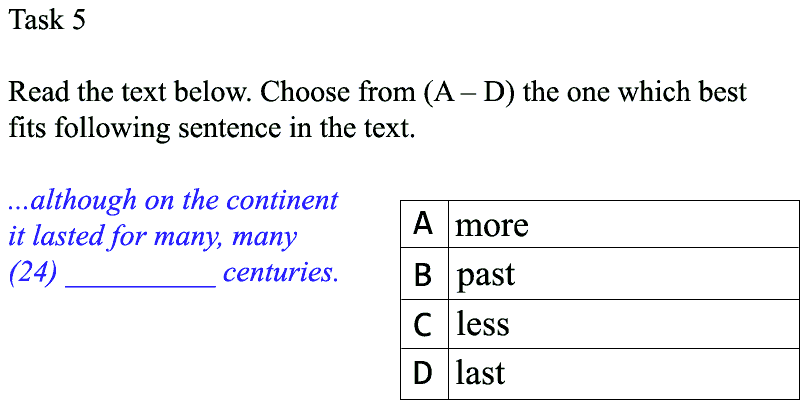 Task 5
Read the text below. Choose from (A – D) the one which best
fits following sentence in the text.
...although on the continent
it lasted for many, many
(24) __________ centuries.
A more
B past
C less
D last